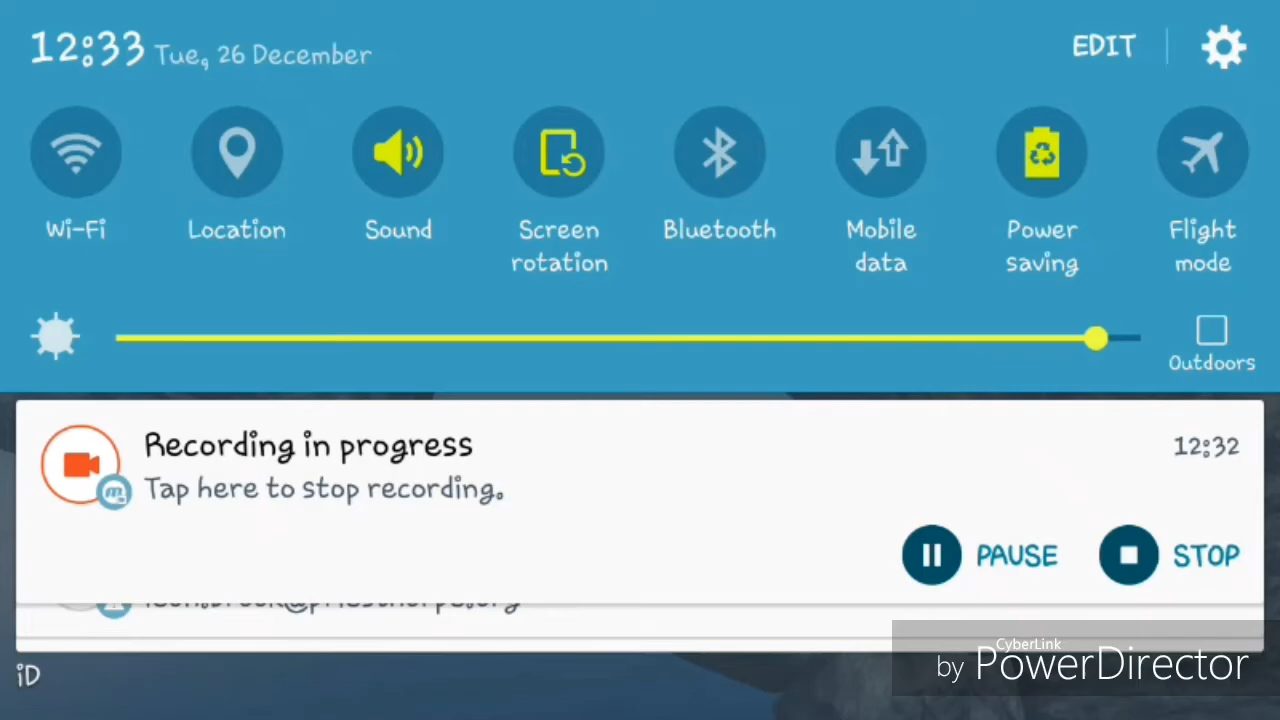 12:33 Tue, 26 December EDIT
Wi-Fi Location Sound Screen rotation Bluetooth Mobile data Power saving Flight mode
Outdoors
Recording in progress 12:32
Tap here to stop recording.
PAUSE STOP
iD
CyberLink
by PowerDirector